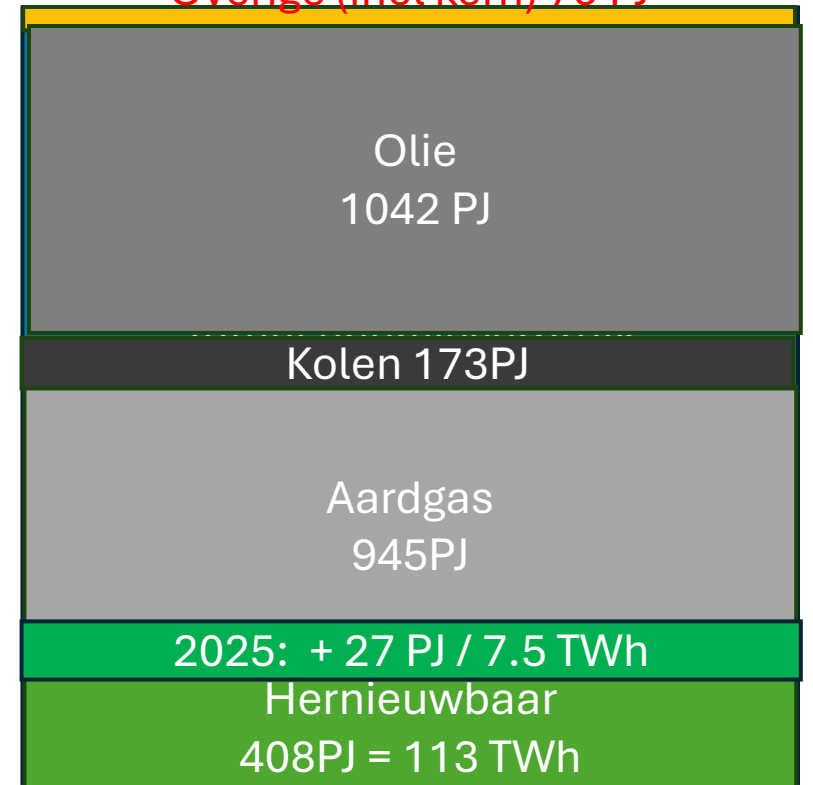 Olie
1042 PJ
Kolen 173PJ
Aardgas
945PJ
2025: + 27 PJ / 7.5 TWh
Hernieuwbaar
408PJ = 113 TWh